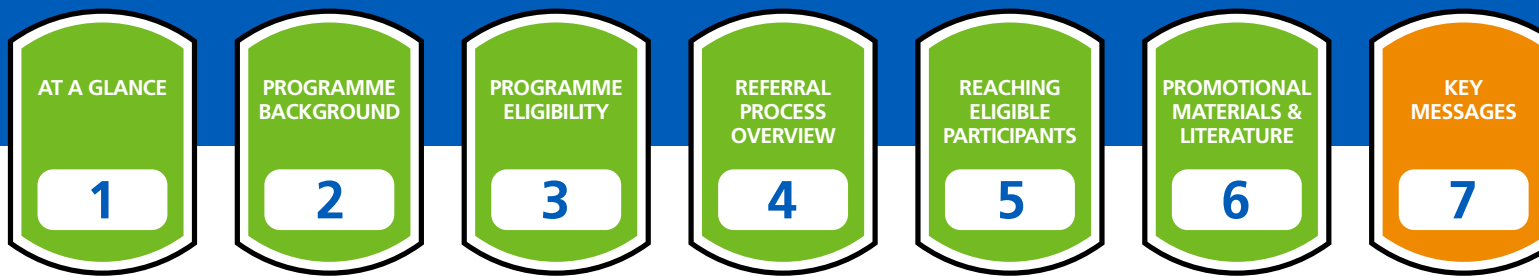 AT A GLANCE
1
PROGRAMME
BACKGROUND
2
PROGRAMME
ELIGIBILITY
3
REFERRAL
PROCESS
OVERVIEW
4
REACHING
ELIGIBLE
PARTICIPANTS
5
PROMOTIONAL
MATERIALS &
LITERATURE
6
KEY
MESSAGES
7